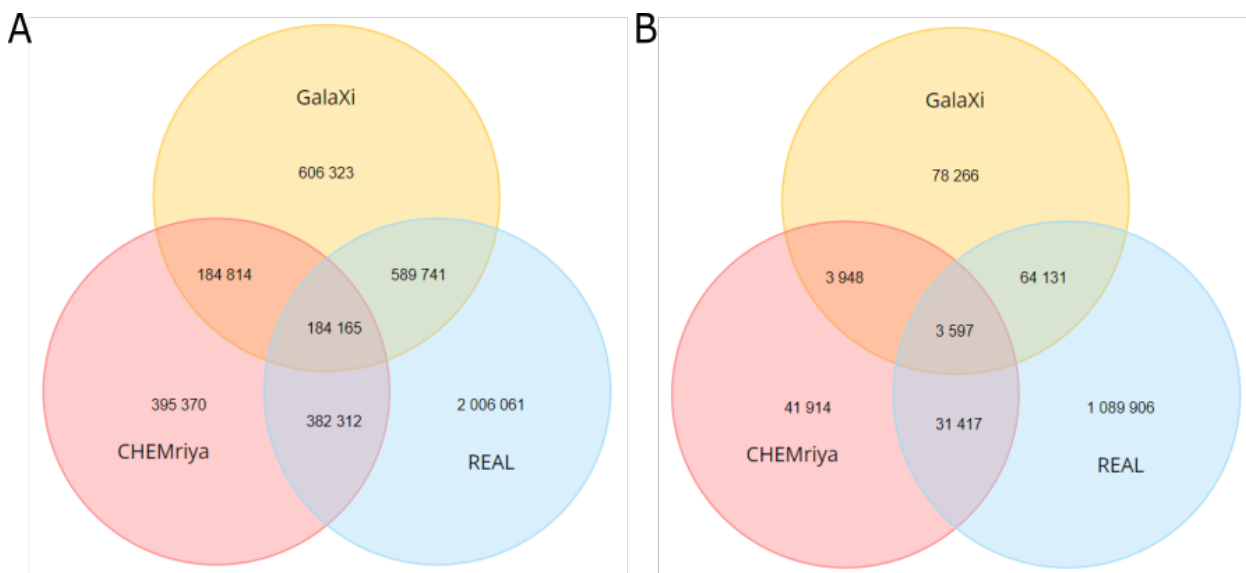 A
GalaXi
606 323
184 814
589 741
184 165
395 370
382 312
2 006 061
CHEMriya
REAL
B
GalaXi
78 266
3 948
64 131
3 597
41 914
31 417
1 089 906
CHEMriya
REAL